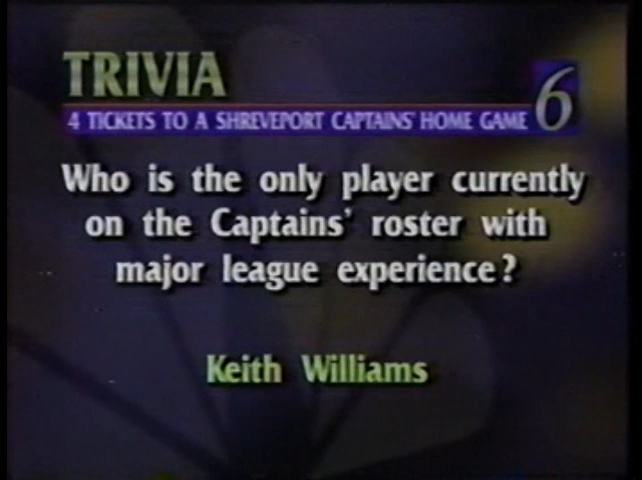 TRIVIA
4 TICKETS TO A SHREVEPORT CAPTAINS' HOME GAME 6
Who is the only player currently
on the Captains' roster with
major league experience?
Keith Williams